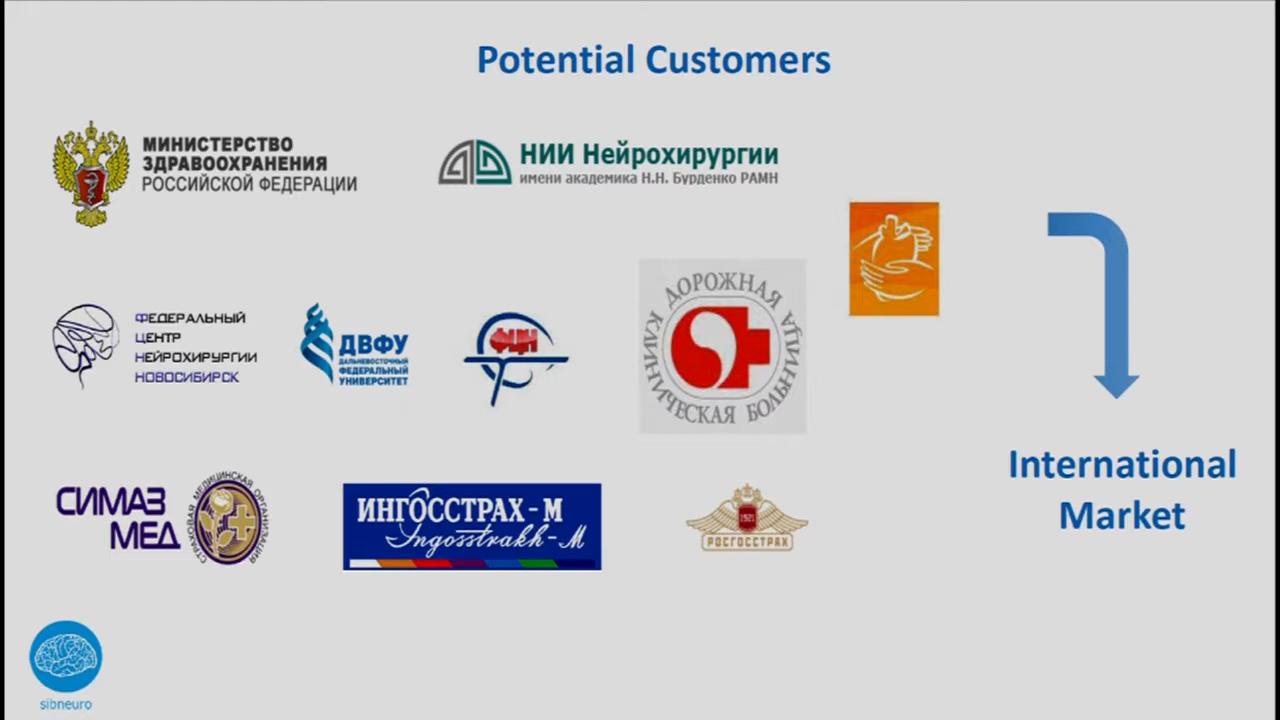 Potential Customers
МИНИСТЕРСТВО
ЗДРАВООХРАНЕНИЯ
РОССИЙСКОЙ ФЕДЕРАЦИИ
НИИ Нейрохирургии
имени академика Н.Н. Бурденко РАМН
ФЕДЕРАЛЬНЫЙ
ЦЕНТР
НЕЙРОХИРУРГИИ
НОВОСИБИРСК
ДВФУ
ДАЛЬНЕВОСТОЧНЫЙ
ФЕДЕРАЛЬНЫЙ
УНИВЕРСИТЕТ
ФЦН
ДОРОЖНАЯ
КЛИНИЧЕСКАЯ БОЛЬНИЦА
International
Market
СИМАЗ
МЕД
СТРАХОВАЯ МЕДИЦИНСКАЯ ОРГАНИЗАЦИЯ
ИНГОССТРАХ-М
Ingosstrakh-M
1921
РОСГОССТРАХ
sibneuro